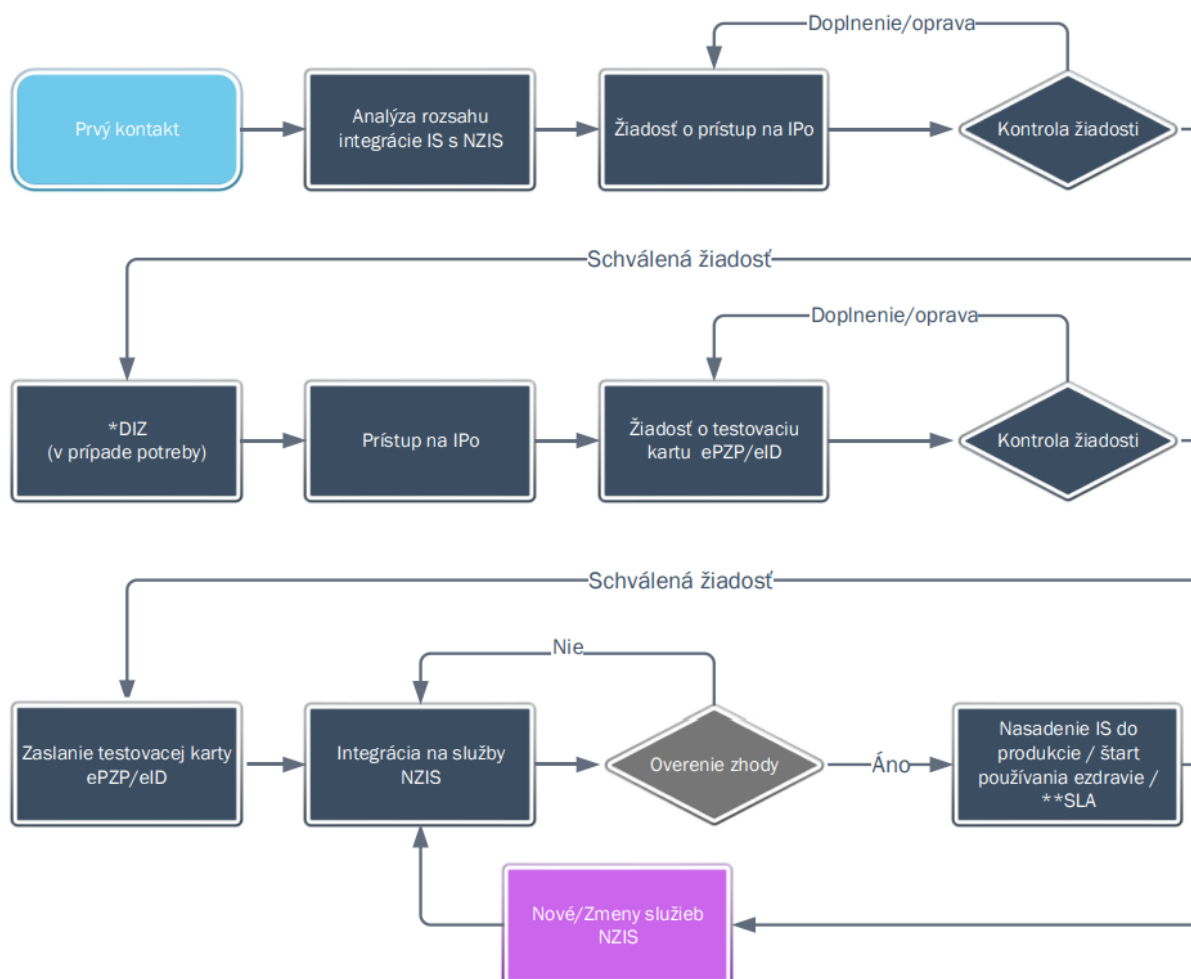 Doplnenie/oprava
Prvý kontakt
Analýza rozsahu
integrácie IS s NZIS
Žiadosť o prístup na IPo
Kontrola žiadosti
Schválená žiadosť
Doplnenie/oprava
*DIZ
(v prípade potreby)
Prístup na IPo
Žiadosť o testovaciu
kartu ePZP/eID
Kontrola žiadosti
Schválená žiadosť
Nie
Zaslanie testovacej karty
ePZP/eID
Integrácia na služby
NZIS
Overenie zhody
Áno
Nasadenie IS do
produkcie / štart
používania ezdravie /
**SLA
Nové/Zmeny služieb
NZIS